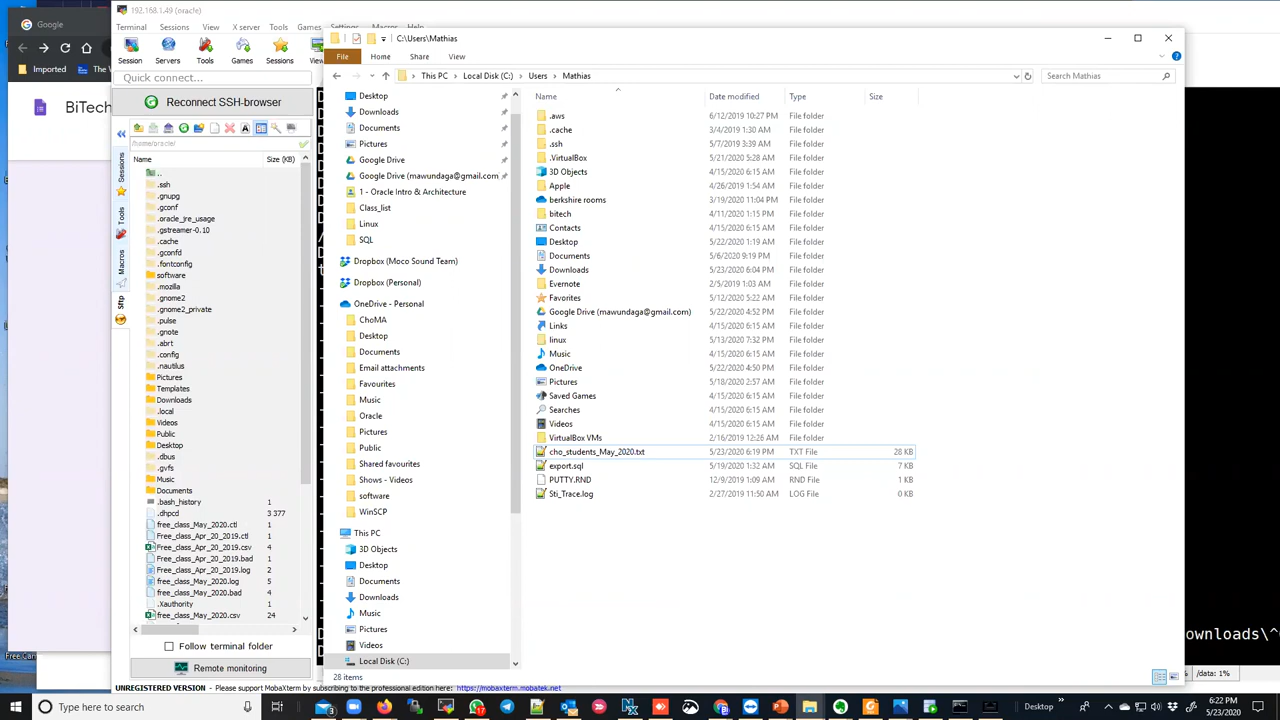 Google
Imported
The W
BiTech
192.168.1.49 (oracle)
Terminal Sessions View X server Tools Games Settings Macros Help
Session Servers Tools Games Sessions View
Quick connect...
Reconnect SSH-browser
/home/oracle/
Name Size (KB)
Sessions
Tools
Macros
Sftp
..
.ssh
.gnupg
.gconf
.oracle_jre_usage
.gstreamer-0.10
.cache
.gconfd
.fontconfig
software
.mozilla
.gnome2
.gnome2_private
.pulse
.gnote
.abrt
.config
.nautilus
Pictures
Templates
Downloads
.local
Videos
Public
Desktop
.dbus
.gvfs
Music
Documents
.bash_history 1
.dhpcd 3 377
free_class_May_2020.ctl 1
Free_class_Apr_20_2019.ctl 1
Free_class_Apr_20_2019.csv 4
Free_class_Apr_20_2019.bad 1
Free_class_Apr_20_2019.log 2
free_class_May_2020.log 5
free_class_May_2020.bad 4
.Xauthority 1
free_class_May_2020.csv 24
Follow terminal folder
Remote monitoring
UNREGISTERED VERSION - Please support MobaXterm by subscribing to the professional edition here: https://mobaxterm.mobatek.net
C:\Users\Mathias
File Home Share View
This PC Local Disk (C:) Users Mathias
Search Mathias
Desktop
Downloads
Documents
Pictures
Google Drive
Google Drive (mawundaga@gmail.com
1 - Oracle Intro & Architecture
Class_list
Linux
SQL
Dropbox (Moco Sound Team)
Dropbox (Personal)
OneDrive - Personal
ChoMA
Desktop
Documents
Email attachments
Favourites
Music
Oracle
Pictures
Public
Shared favourites
Shows - Videos
software
WinSCP
This PC
3D Objects
Desktop
Documents
Downloads
Music
Pictures
Videos
Local Disk (C:)
28 items
Name Date modified Type Size
.aws 6/12/2019 10:27 PM File folder
.cache 3/4/2019 1:30 AM File folder
.ssh 5/7/2019 4:39 AM File folder
.VirtualBox 5/21/2020 5:28 AM File folder
3D Objects 4/15/2020 6:15 AM File folder
Apple 4/26/2019 1:54 AM File folder
berkshire rooms 3/19/2020 11:04 PM File folder
bitech 4/11/2020 1:15 PM File folder
Contacts 4/15/2020 6:15 AM File folder
Desktop 5/22/2020 1:19 AM File folder
Documents 5/6/2020 9:19 PM File folder
Downloads 5/23/2020 6:04 PM File folder
Evernote 2/5/2019 1:03 AM File folder
Favorites 5/12/2020 5:22 AM File folder
Google Drive (mawundaga@gmail.com) 5/22/2020 4:52 PM File folder
Links 4/15/2020 6:15 AM File folder
linux 5/13/2020 7:32 PM File folder
Music 4/15/2020 6:15 AM File folder
OneDrive 5/22/2020 4:50 PM File folder
Pictures 5/18/2020 2:57 AM File folder
Saved Games 4/15/2020 6:15 AM File folder
Searches 4/15/2020 6:15 AM File folder
Videos 4/15/2020 6:15 AM File folder
VirtualBox VMs 2/16/2019 12:26 AM File folder
cho_students_May_2020.txt 5/23/2020 6:19 PM TXT File 28 KB
export.sql 5/19/2020 1:32 AM SQL File 7 KB
PUTTY.RND 12/9/2019 1:09 AM RND File 1 KB
Sti_Trace.log 2/27/2019 11:50 AM LOG File 0 KB
ownloads\^
/data: 1%
Type here to search
Desktop
6:22 PM
5/23/2020